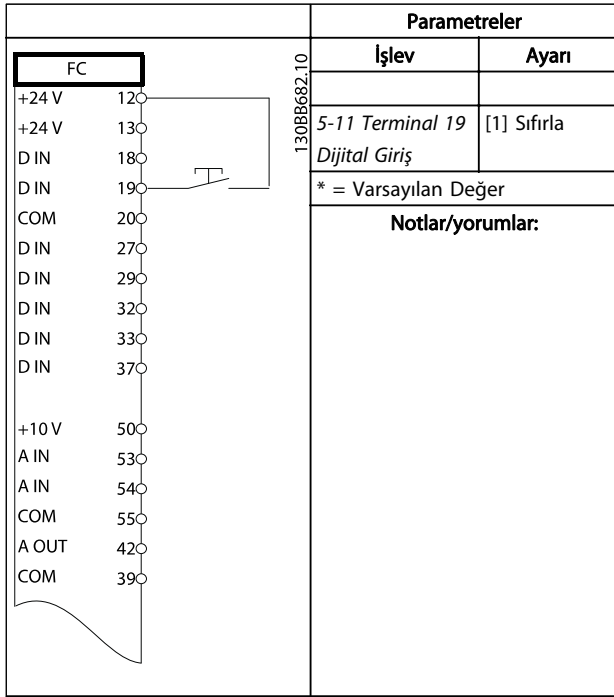 Parametreler
İşlev Ayarı
5-11 Terminal 19 [1] Sıfırla
Dijital Giriş
* = Varsayılan Değer
Notlar/yorumlar:
130BB682.10
FC
+24 V 12
+24 V 13
D IN 18
D IN 19
COM 20
D IN 27
D IN 29
D IN 32
D IN 33
D IN 37
+10 V 50
A IN 53
A IN 54
COM 55
A OUT 42
COM 39